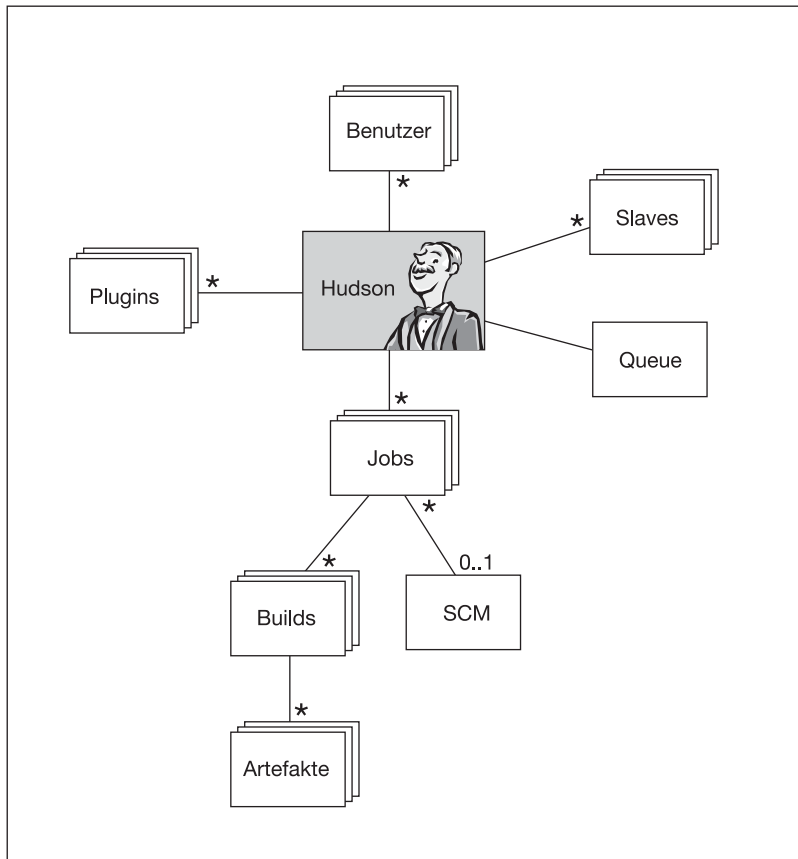 Benutzer
*
*
Slaves
Plugins
*
Hudson
Queue
*
Jobs
*
*
0..1
Builds
SCM
*
Artefakte